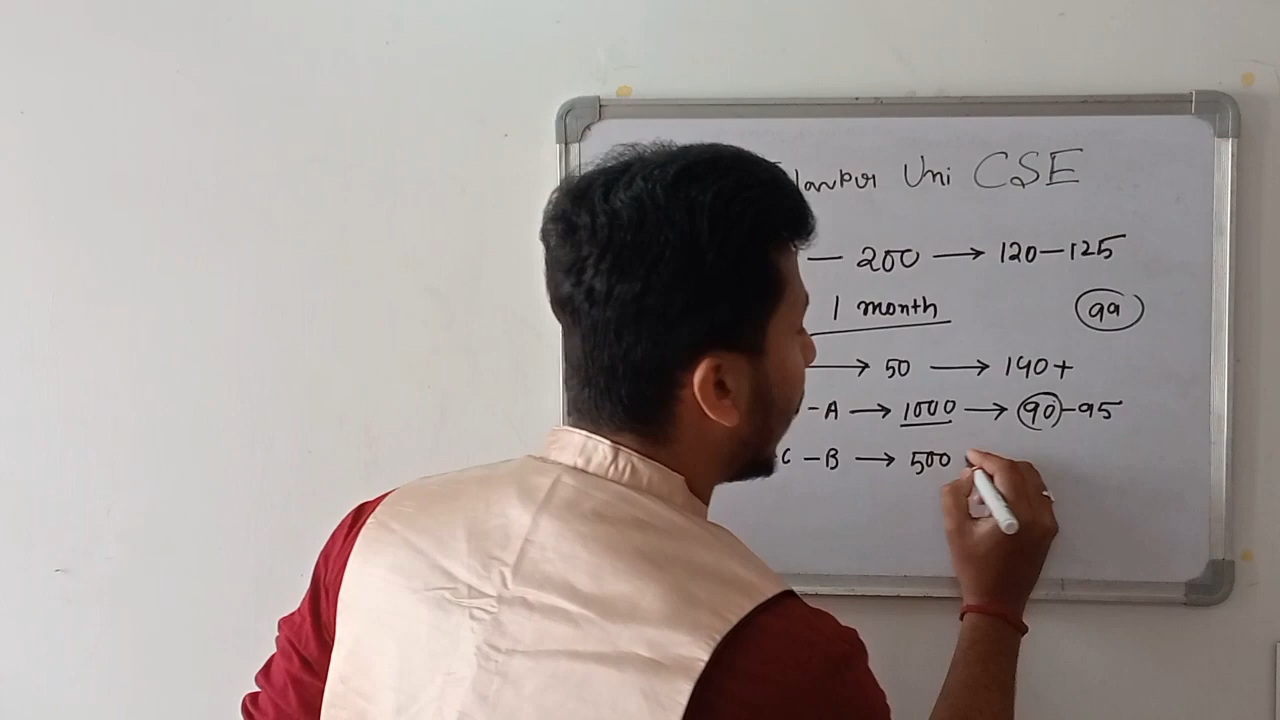 Uni CSE
— 200 → 120-125
1 month
99
→ 50 → 140+
-A → 1000 → 90-95
C-B → 500